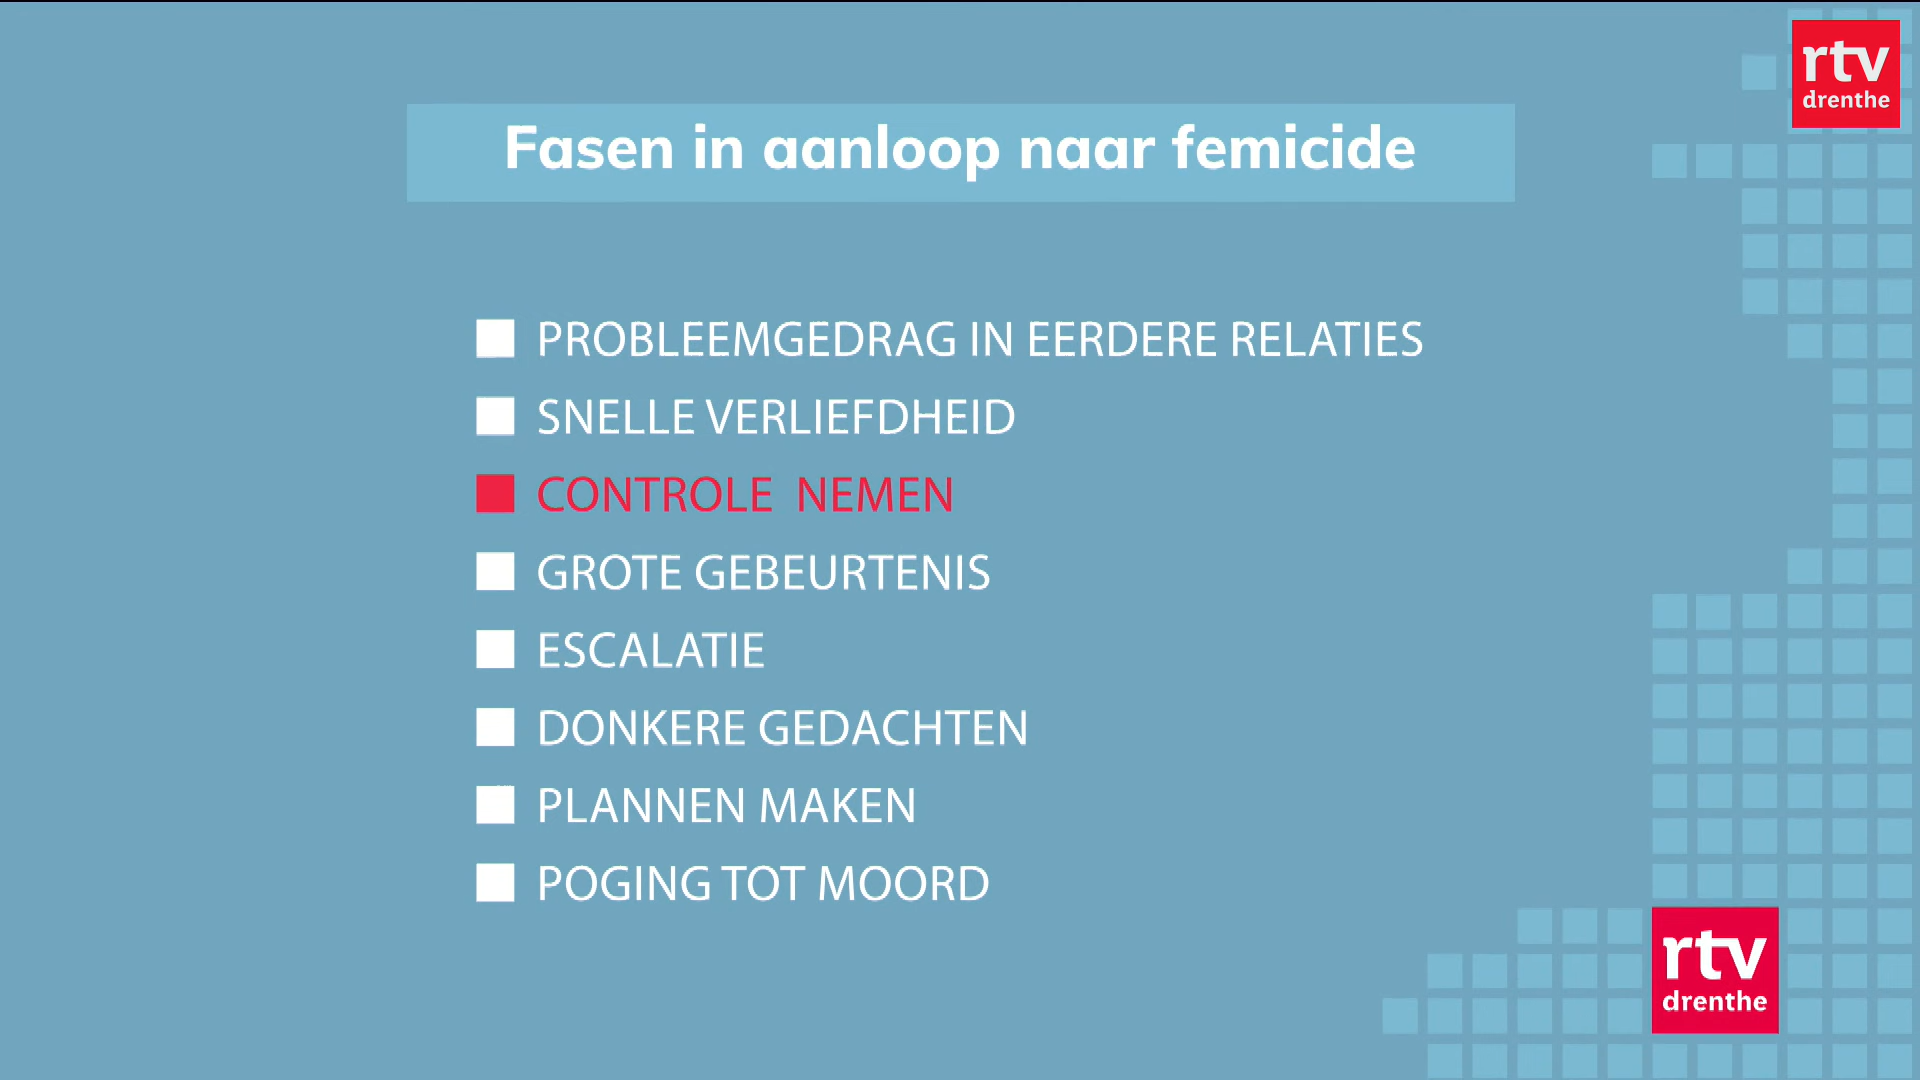 rtv
drenthe
Fasen in aanloop naar femicide
PROBLEEMGEDRAG IN EERDERE RELATIES
SNELLE VERLIEFDHEID
CONTROLE  NEMEN
GROTE GEBEURTENIS
ESCALATIE
DONKERE GEDACHTEN
PLANNEN MAKEN
POGING TOT MOORD
rtv
drenthe